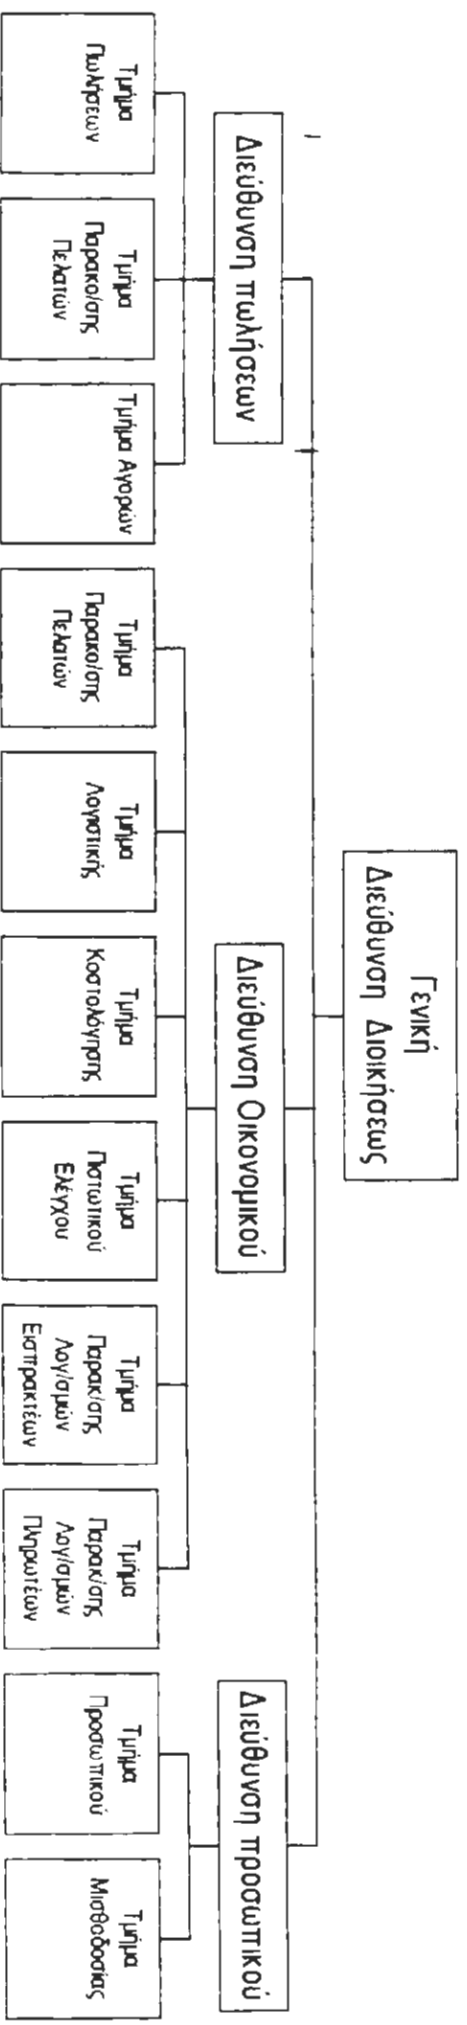 Γενική
Διεύθυνση Διοικήσεως
Διεύθυνση πωλήσεων
Διεύθυνση Οικονομικού
Διεύθυνση προσωπικού
Τμήμα
Πωλήσεων
Τμήμα
Παρακο/σης
Πελατών
Τμήμα Αγορών
Τμήμα
Παρακο/σης
Πελατών
Τμήμα
Λογιστικής
Τμήμα
Κοστολόγησης
Τμήμα
Πιστωτικού
Ελέγχου
Τμήμα
Παρακ/σης
Λογ/σμών
Εισπρακτέων
Τμήμα
Παρακ/σης
Λογ/σμών
Πληρωτέων
Τμήμα
Προσωπικού
Τμήμα
Μισθοδοσίας